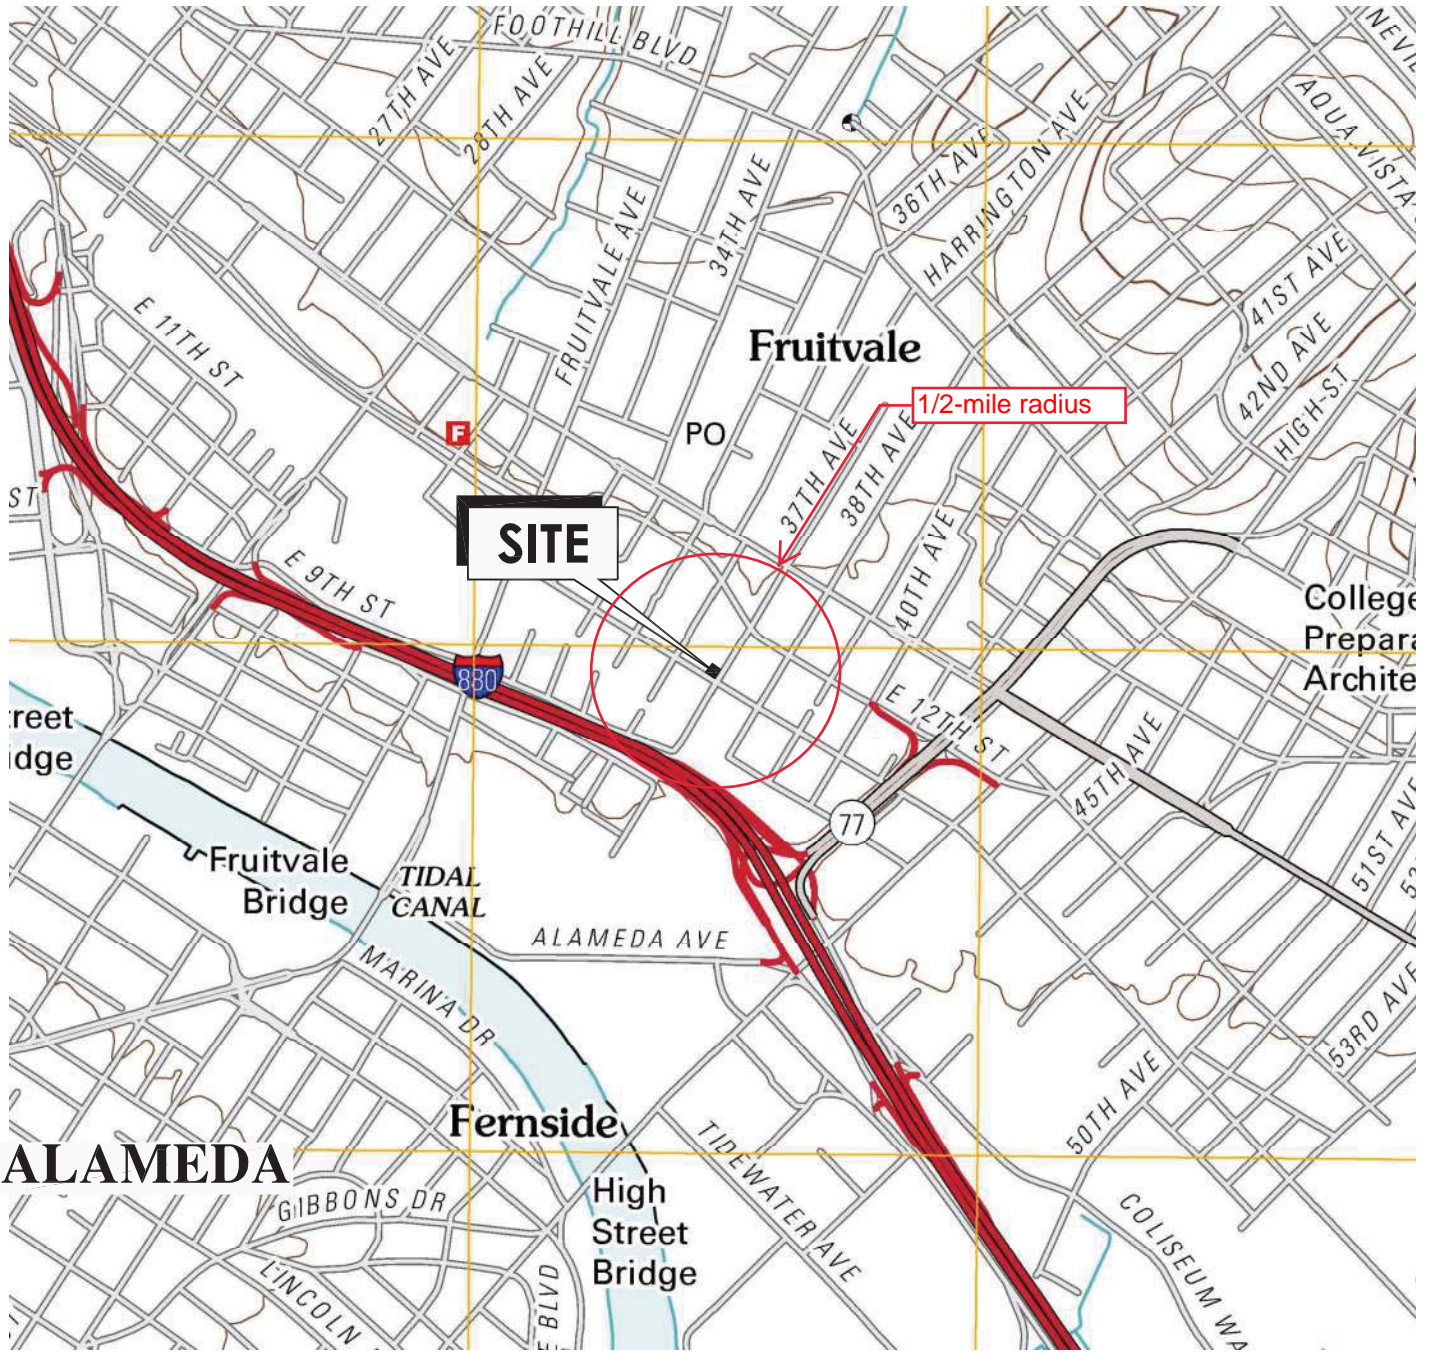 FOOTHILL BLVD
NEVIL
27TH AVE
28TH AVE
AQUA VISTA
36TH AVE
HARRINGTON AVE
34TH AVE
FRUITVALE AVE
41ST AVE
E 11TH ST
Fruitvale
42ND AVE
HIGH ST
1/2-mile radius
F
PO
37TH AVE
38TH AVE
ST
SITE
40TH AVE
E 9TH ST
College
Prepara
Archite
880
E 12TH ST
treet
idge
45TH AVE
77
51ST AVE
53
Fruitvale
Bridge
TIDAL
CANAL
ALAMEDA AVE
MARINA DR
53RD AVE
50TH AVE
Fernside
TIDEWATER AVE
ALAMEDA
GIBBONS DR
High
Street
Bridge
COLISEUM WA
LINCOLN
E BLVD